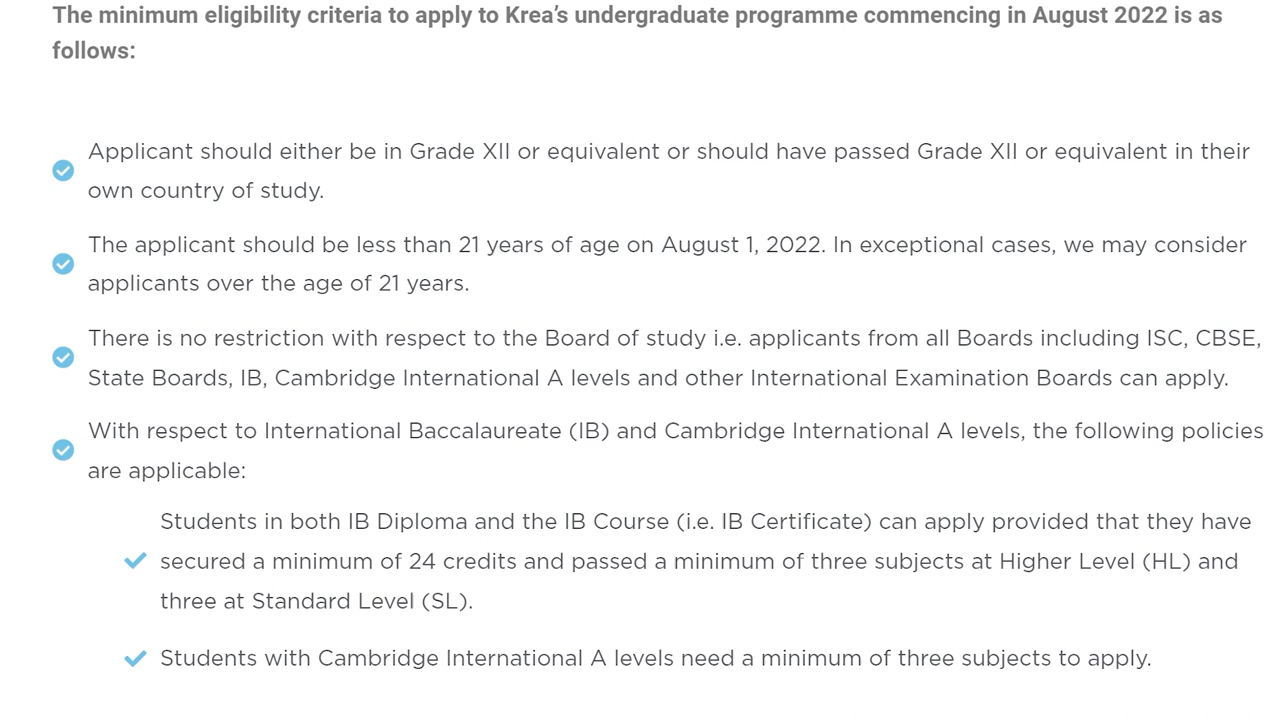 The minimum eligibility criteria to apply to Krea’s undergraduate programme commencing in August 2022 is as
follows:
Applicant should either be in Grade XII or equivalent or should have passed Grade XII or equivalent in their
own country of study.
The applicant should be less than 21 years of age on August 1, 2022. In exceptional cases, we may consider
applicants over the age of 21 years.
There is no restriction with respect to the Board of study i.e. applicants from all Boards including ISC, CBSE,
State Boards, IB, Cambridge International A levels and other International Examination Boards can apply.
With respect to International Baccalaureate (IB) and Cambridge International A levels, the following policies
are applicable:
Students in both IB Diploma and the IB Course (i.e. IB Certificate) can apply provided that they have
secured a minimum of 24 credits and passed a minimum of three subjects at Higher Level (HL) and
three at Standard Level (SL).
Students with Cambridge International A levels need a minimum of three subjects to apply.